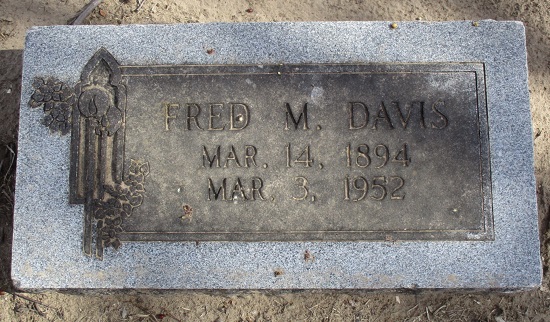 FRED M. DAVIS
MAR. 14, 1894
MAR. 3, 1952